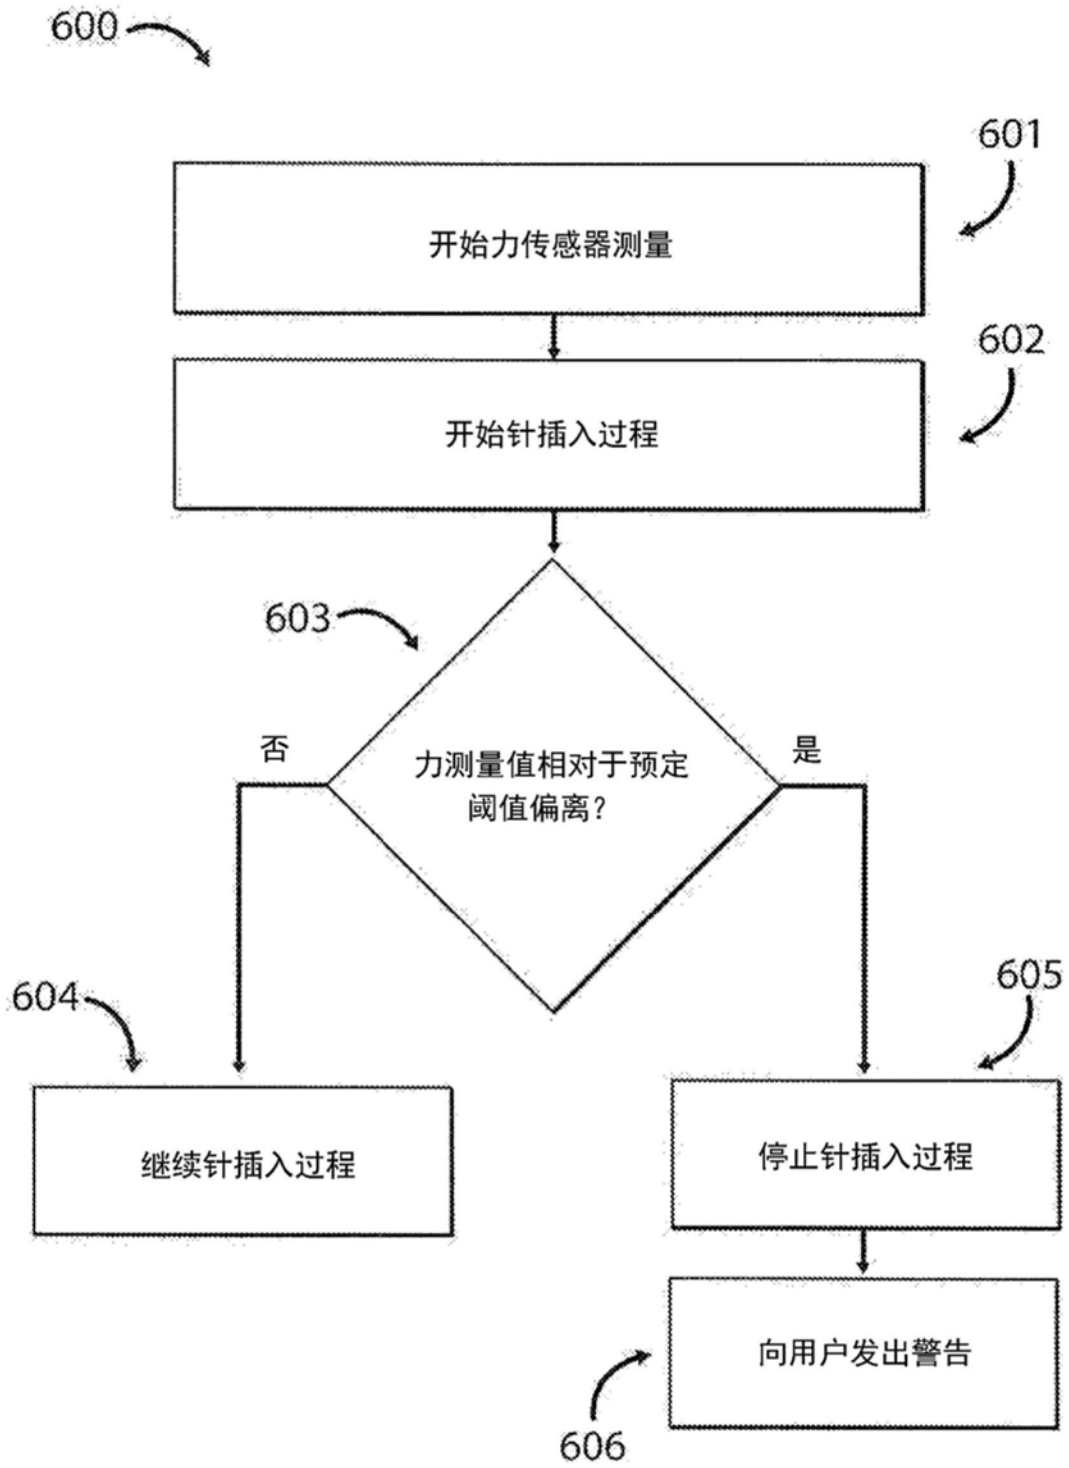 600
601
开始力传感器测量
602
开始针插入过程
603
否
是
力测量值相对于预定
阈值偏离?
604
605
继续针插入过程
停止针插入过程
向用户发出警告
606